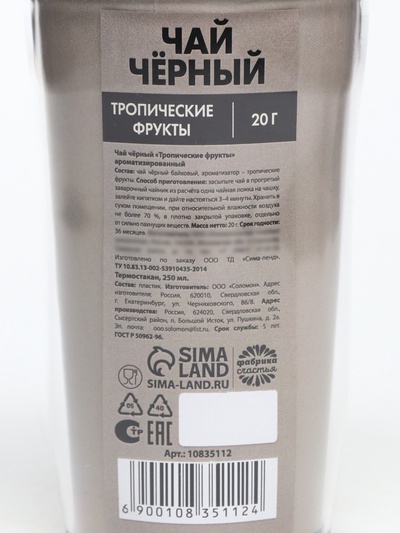 ЧАЙ
ЧЁРНЫЙ
ТРОПИЧЕСКИЕ
ФРУКТЫ
20 Г
Чай чёрный «Тропические фрукты»
ароматизированный
Состав: чай чёрный байховый, ароматизатор – тропические
фрукты. Способ приготовления: засыпьте чай в прогретый
заварочный чайник из расчёта одна чайная ложка на чашку,
залейте кипятком и дайте настояться 3–4 минуты. Хранить в
сухом помещении, при относительной влажности воздуха
не более 70 %, в плотно закрытой упаковке, отдельно
от сильно пахнущих веществ. Масса нетто: 20 г. Срок годности:
36 месяцев.
Изготовлено по заказу ООО ТД «Сима-ленд».
ТУ 10.83.13-002-53910435-2014
Термостакан, 250 мл.
Состав: пластик. Изготовитель: ООО «Соломон». Адрес
изготовителя: Россия, 620010, Свердловская обл.,
г. Екатеринбург, ул. Черняховского, 86/8. Адрес
производства: Россия, 624020, Свердловская обл.,
Сысертский район, п. Большой Исток, ул. Пушкина, д. 2а.
Эл. почта: ooo.solomon@list.ru. Срок службы: 5 лет.
ГОСТ Р 50962-96.
SIMA
LAND
SIMA-LAND.RU
фабрика
счастья
05
40
СТР
ЕАС
Арт.: 10835112
6 900108 351124